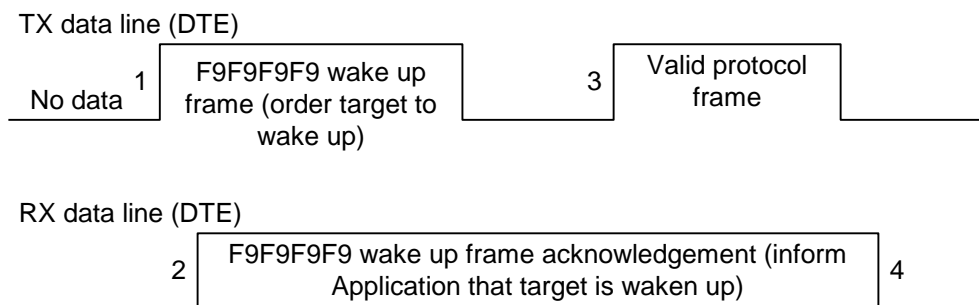 TX data line (DTE)
No data
1
F9F9F9F9 wake up
frame (order target to
wake up)
3
Valid protocol
frame
RX data line (DTE)
2
F9F9F9F9 wake up frame acknowledgement (inform
Application that target is waken up)
4